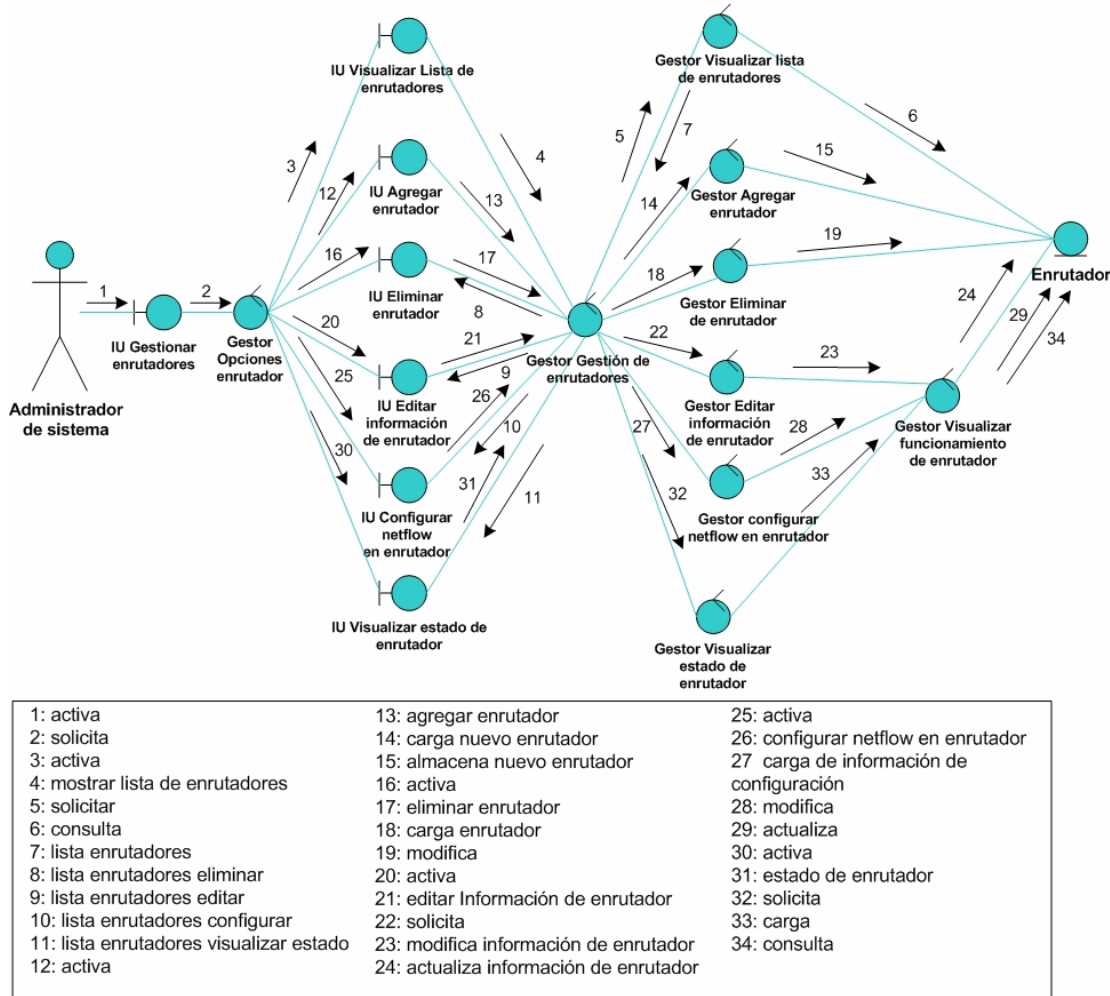 IU Visualizar Lista de
enrutadores
Gestor Visualizar lista
de enrutadores
3
4
5
7
6
12
IU Agregar
enrutador
13
14
Gestor Agregar
enrutador
15
16
IU Eliminar
enrutador
17
8
18
Gestor Eliminar
de enrutador
19
Enrutador
1
IU Gestionar
enrutadores
2
Gestor
Opciones
enrutador
Administrador
de sistema
20
21
IU Editar
información
de enrutador
9
Gestor Gestión de
enrutadores
22
Gestor Editar
información
de enrutador
23
24
29
34
Gestor Visualizar
funcionamiento
de enrutador
25
26
IU Configurar
netflow
en enrutador
10
27
Gestor configurar
netflow en enrutador
28
30
31
11
IU Visualizar estado de
enrutador
32
33
Gestor Visualizar
estado de
enrutador
1: activa
2: solicita
3: activa
4: mostrar lista de enrutadores
5: solicitar
6: consulta
7: lista enrutadores
8: lista enrutadores eliminar
9: lista enrutadores editar
10: lista enrutadores configurar
11: lista enrutadores visualizar estado
12: activa
13: agregar enrutador
14: carga nuevo enrutador
15: almacena nuevo enrutador
16: activa
17: eliminar enrutador
18: carga enrutador
19: modifica
20: activa
21: editar Información de enrutador
22: solicita
23: modifica información de enrutador
24: actualiza información de enrutador
25: activa
26: configurar netflow en enrutador
27 carga de información de
configuración
28: modifica
29: actualiza
30: activa
31: estado de enrutador
32: solicita
33: carga
34: consulta